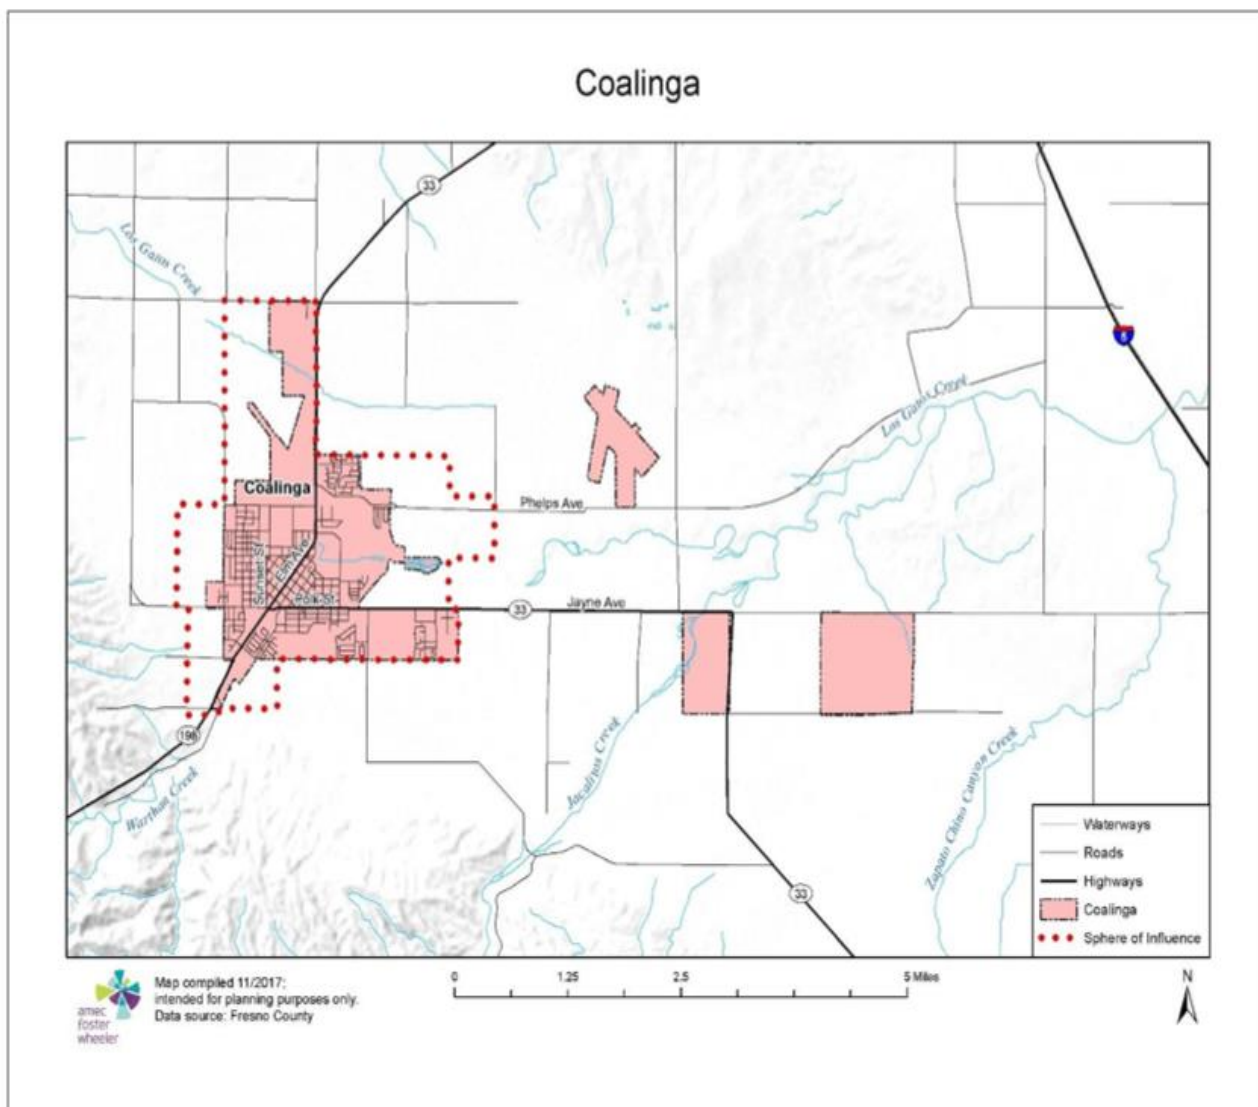 Coalinga
33
Los Gatos Creek
5
Los Gatos Creek
Coalinga
Phelps Ave
Sunset St
Elm Ave
Polk St
33
Jayne Ave
198
Warthan Creek
Jacalitos Creek
Zapato Chino Canyon Creek
33
Waterways
Roads
Highways
Coalinga
Sphere of Influence
amec
foster
wheeler
Map compiled 11/2017;
intended for planning purposes only.
Data source: Fresno County
0 1.25 2.5 5 Miles
N